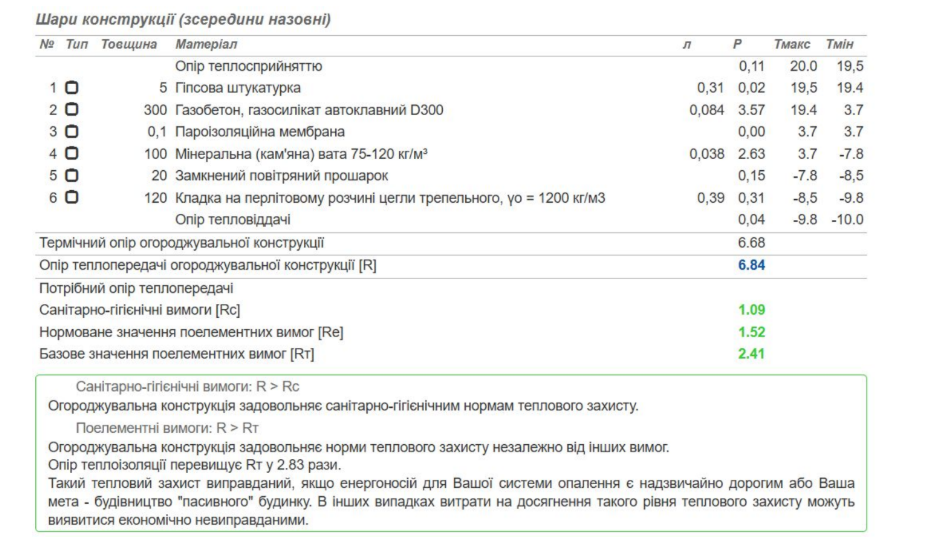 Шари конструкції (зсередини назовні)
№ Тип Товщина Матеріал л Р Тмакс Тмін
Опір теплосприйняттю 0,11 20.0 19,5
1 5 Гіпсова штукатурка 0,31 0,02 19,5 19.4
2 300 Газобетон, газосилікат автоклавний D300 0,084 3.57 19.4 3.7
3 0,1 Пароізоляційна мембрана 0,00 3.7 3.7
4 100 Мінеральна (кам'яна) вата 75-120 кг/м³ 0,038 2.63 3.7 -7.8
5 20 Замкнений повітряний прошарок 0,15 -7.8 -8,5
6 120 Кладка на перлітовому розчині цегли трепельного, γо = 1200 кг/м3 0,39 0,31 -8,5 -9.8
Опір тепловіддачі 0,04 -9.8 -10.0
Термічний опір огороджувальної конструкції 6.68
Опір теплопередачі огороджувальної конструкції [R] 6.84
Потрібний опір теплопередачі
Санітарно-гігієнічні вимоги [Rc] 1.09
Нормоване значення поелементних вимог [Re] 1.52
Базове значення поелементних вимог [Rт] 2.41
Санітарно-гігієнічні вимоги: R > Rc
Огороджувальна конструкція задовольняє санітарно-гігієнічним нормам теплового захисту.
Поелементні вимоги: R > Rт
Огороджувальна конструкція задовольняє норми теплового захисту незалежно від інших вимог.
Опір теплоізоляції перевищує Rт у 2.83 рази.
Такий тепловий захист виправданий, якщо енергоносій для Вашої системи опалення є надзвичайно дорогим або Ваша
мета - будівництво "пасивного" будинку. В інших випадках витрати на досягнення такого рівня теплового захисту можуть
виявитися економічно невиправданими.